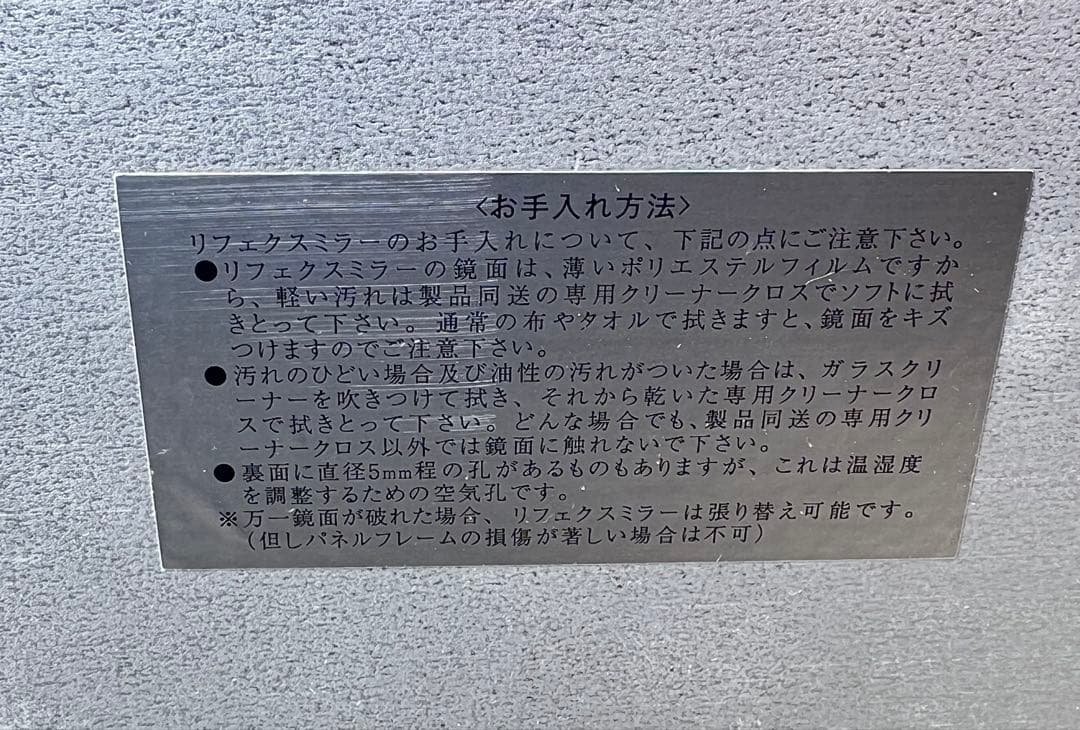 〈お手入れ方法〉
リフェクスミラーのお手入れについて、下記の点にご注意下さい。
●リフェクスミラーの鏡面は、薄いポリエステルフィルムですか
ら、軽い汚れは製品同送の専用クリーナークロスでソフトに拭
きとって下さい。通常の布やタオルで拭きますと、鏡面をキズ
つけますのでご注意下さい。
●汚れのひどい場合及び油性の汚れがついた場合は、ガラスクリ
ーナーを吹きつけて拭き、それから乾いた専用クリーナークロ
スで拭きとって下さい。どんな場合でも、製品同送の専用クリ
ーナークロス以外では鏡面に触れないで下さい。
●裏面に直径5mm程の孔があるものもありますが、これは温湿度
を調整するための空気孔です。
※万一鏡面が破れた場合、リフェクスミラーは張り替え可能です。
（但しパネルフレームの損傷が著しい場合は不可）